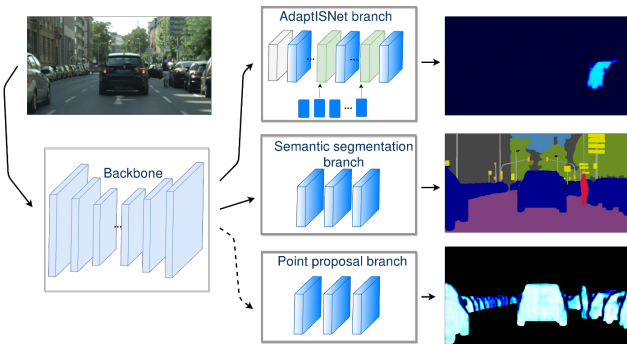 AdaptISNet branch
...
...
...
Semantic segmentation
branch
Backbone
...
Point proposal branch